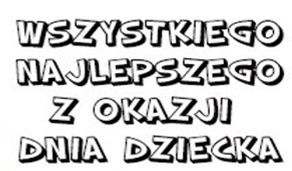 WSZYSTKIEGO
NAJLEPSZEGO
Z OKAZJI
DNIA DZIECKA